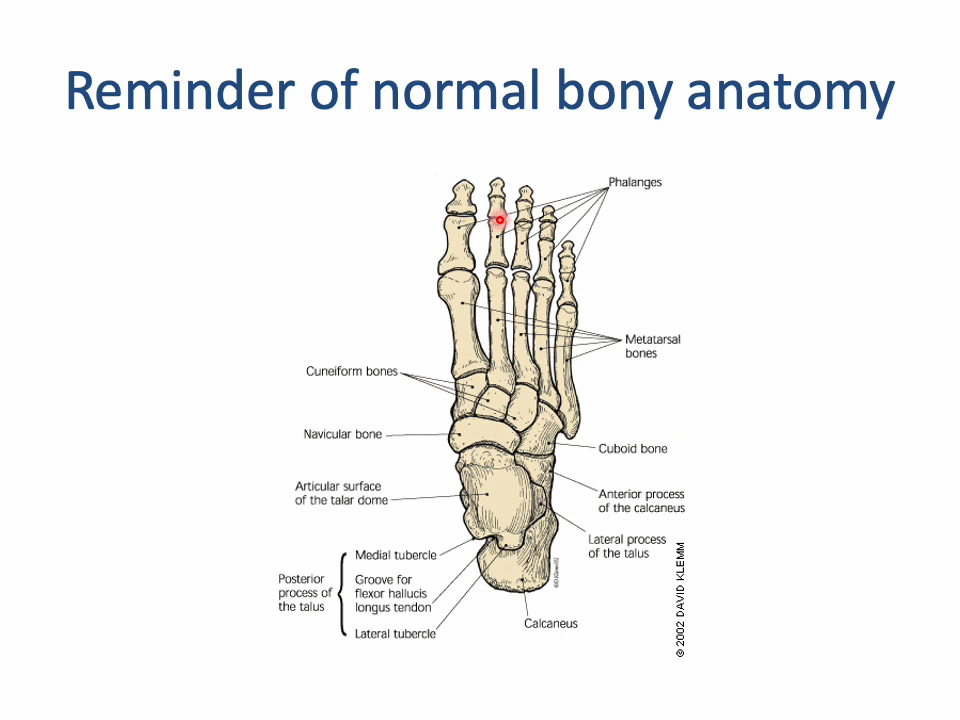 Reminder of normal bony anatomy
Phalanges
Metatarsal
bones
Cuneiform bones
Navicular bone
Cuboid bone
Articular surface
of the talar dome
Anterior process
of the calcaneus
Lateral process
of the talus
Medial tubercle
Posterior
process of
the talus
Groove for
flexor hallucis
longus tendon
Lateral tubercle
Calcaneus
© 2002 DAVID KLEMM